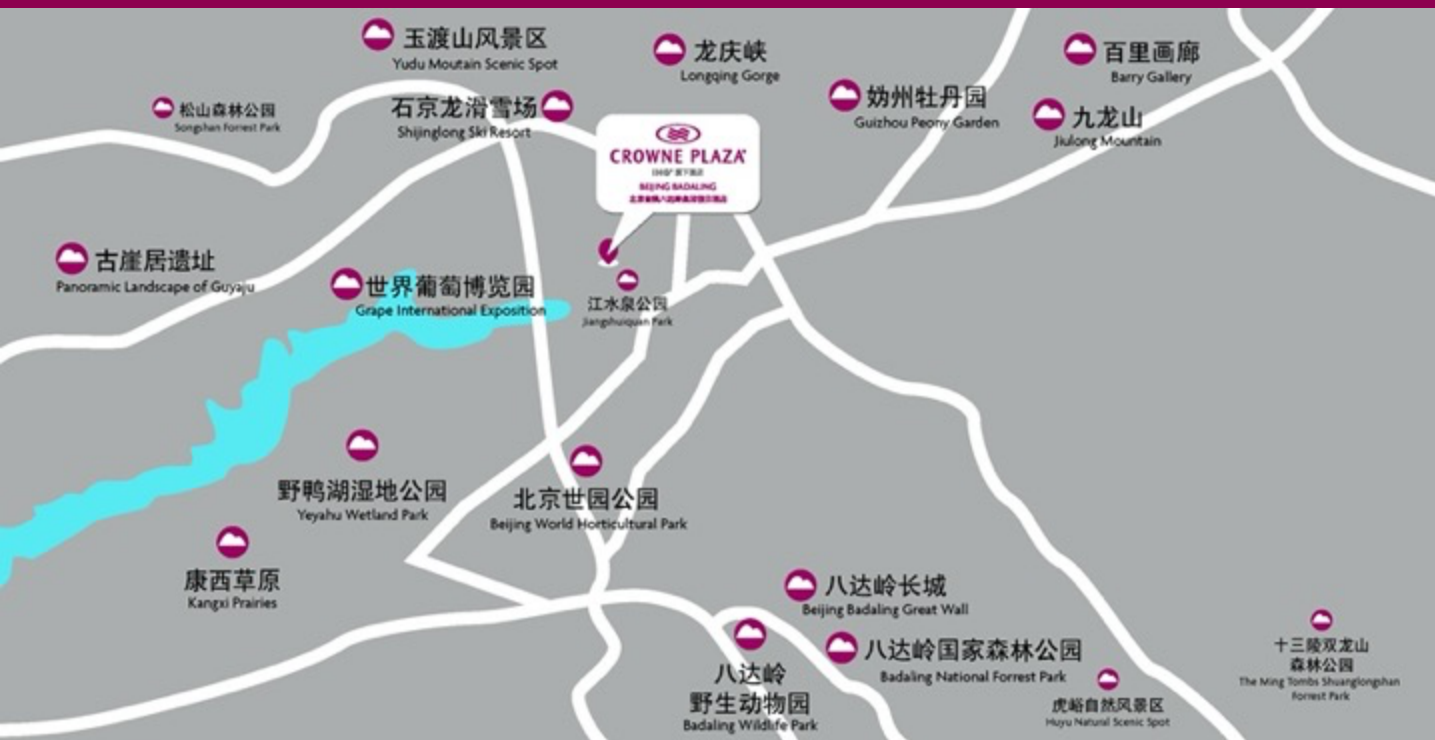 玉渡山风景区
Yudu Moutain Scenic Spot
龙庆峡
Longqing Gorge
百里画廊
Barry Gallery
松山森林公园
Songshan Forrest Park
石京龙滑雪场
Shijinglong Ski Resort
妫州牡丹园
Guizhou Peony Garden
九龙山
Jiulong Mountain
CROWNE PLAZA
BEIJING BADALING
古崖居遗址
Panoramic Landscape of Guyaju
世界葡萄博览园
Grape International Exposition
江水泉公园
Jiangshuiquan Park
野鸭湖湿地公园
Yeyahu Wetland Park
北京世园公园
Beijing World Horticultural Park
康西草原
Kangxi Prairies
八达岭长城
Beijing Badaling Great Wall
八达岭
野生动物园
Badaling Wildlife Park
八达岭国家森林公园
Badaling National Forrest Park
虎峪自然风景区
Huyu Natural Scenic Spot
十三陵双龙山
森林公园
The Ming Tombs Shuanglongshan
Forrest Park